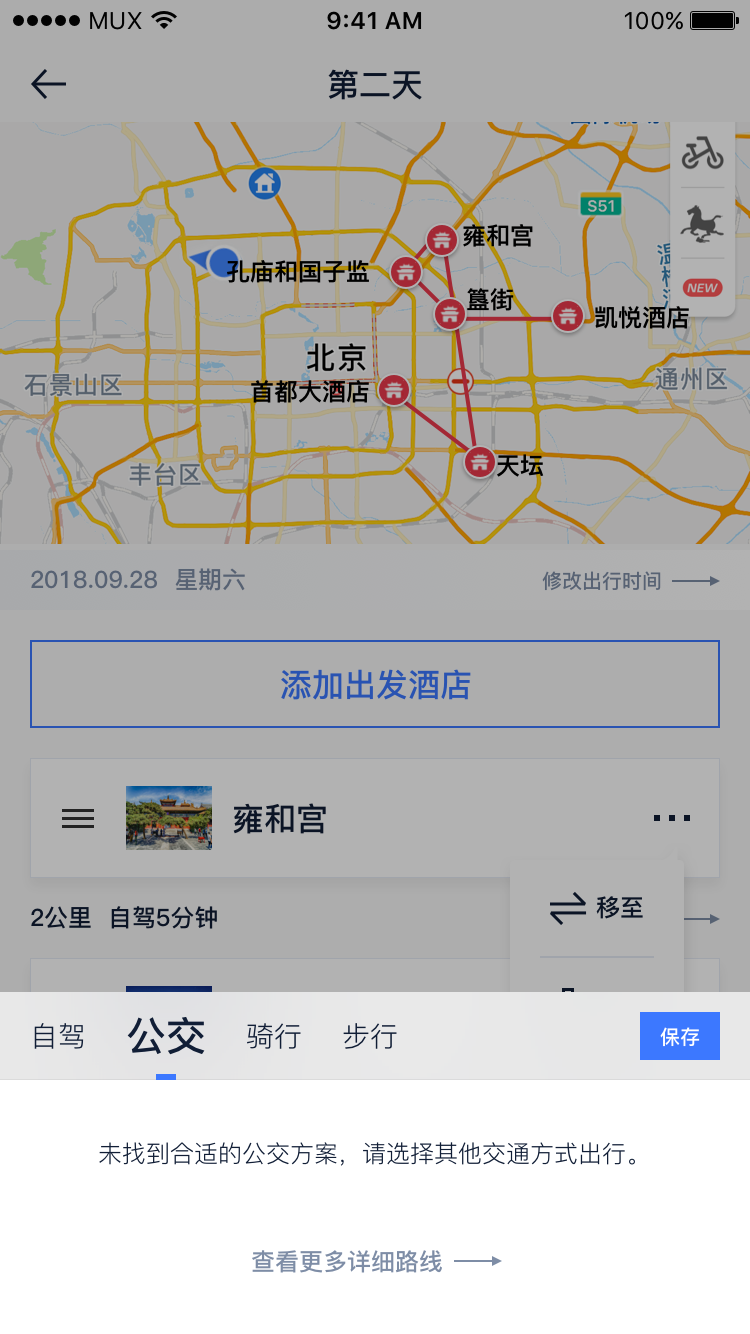 MUX 9:41 AM 100%
第二天
S51
雍和宫
孔庙和国子监
簋街
NEW
凯悦酒店
北京
石景山区
首都大酒店
通州区
丰台区
天坛
2018.09.28 星期六 修改出行时间
添加出发酒店
雍和宫
2公里 自驾5分钟
移至
自驾 公交 骑行 步行 保存
未找到合适的公交方案，请选择其他交通方式出行。
查看更多详细路线